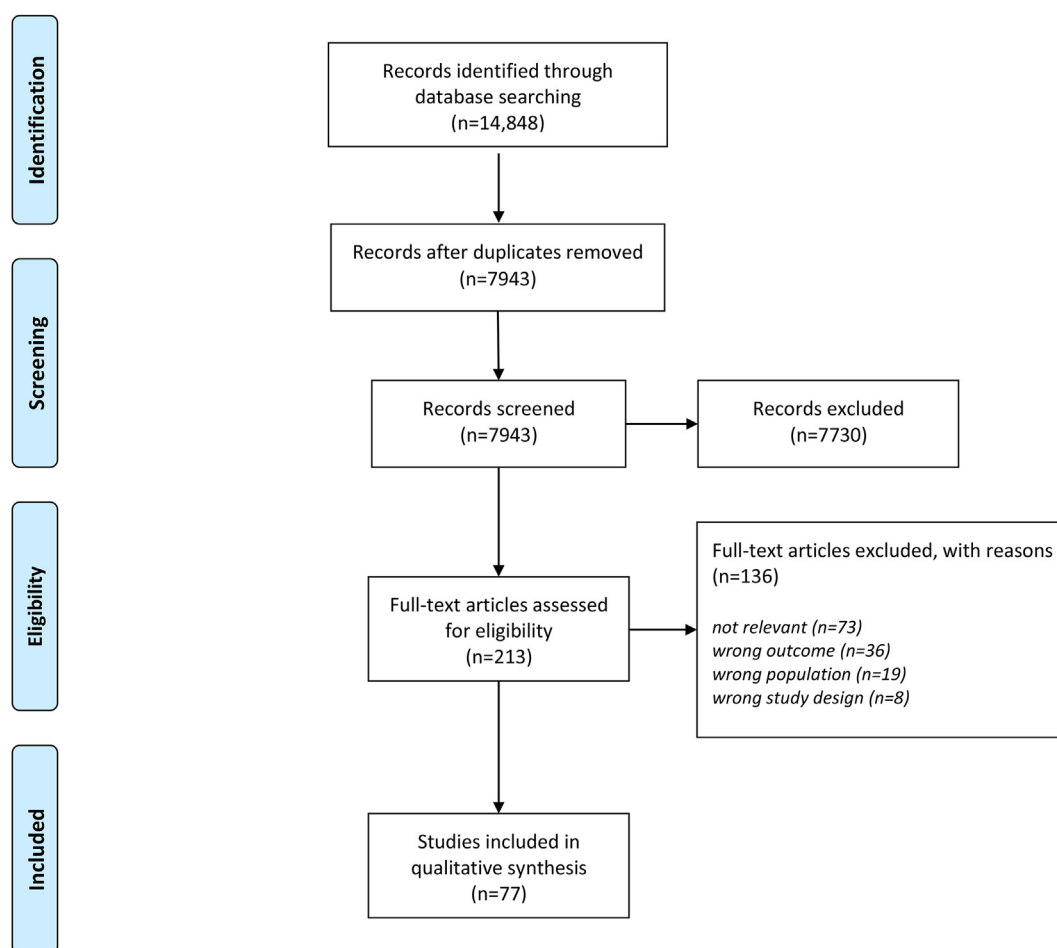 Identification
Records identified through
database searching
(n=14,848)
Records after duplicates removed
(n=7943)
Screening
Records screened
(n=7943)
Records excluded
(n=7730)
Eligibility
Full-text articles assessed
for eligibility
(n=213)
Full-text articles excluded, with reasons
(n=136)
not relevant (n=73)
wrong outcome (n=36)
wrong population (n=19)
wrong study design (n=8)
Included
Studies included in
qualitative synthesis
(n=77)